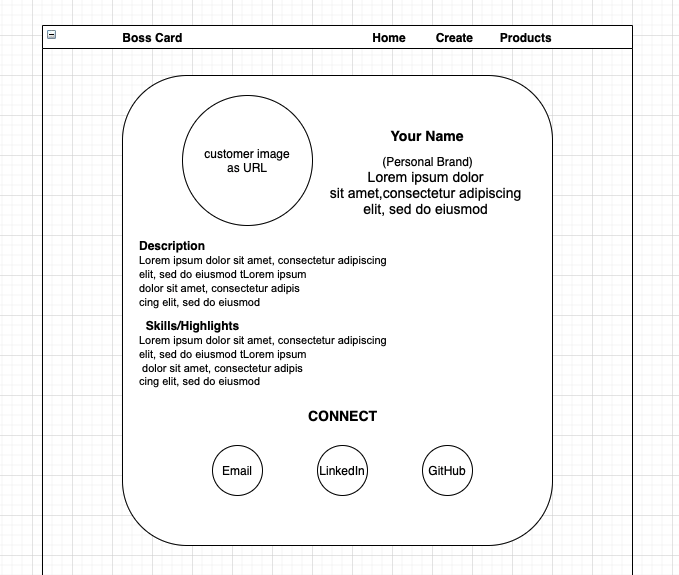 Boss Card Home Create Products
customer image
as URL
Your Name
(Personal Brand)
Lorem ipsum dolor
sit amet,consectetur adipiscing
elit, sed do eiusmod
Description
Lorem ipsum dolor sit amet, consectetur adipiscing
elit, sed do eiusmod tLorem ipsum
dolor sit amet, consectetur adipis
cing elit, sed do eiusmod
Skills/Highlights
Lorem ipsum dolor sit amet, consectetur adipiscing
elit, sed do eiusmod tLorem ipsum
dolor sit amet, consectetur adipis
cing elit, sed do eiusmod
CONNECT
Email LinkedIn GitHub